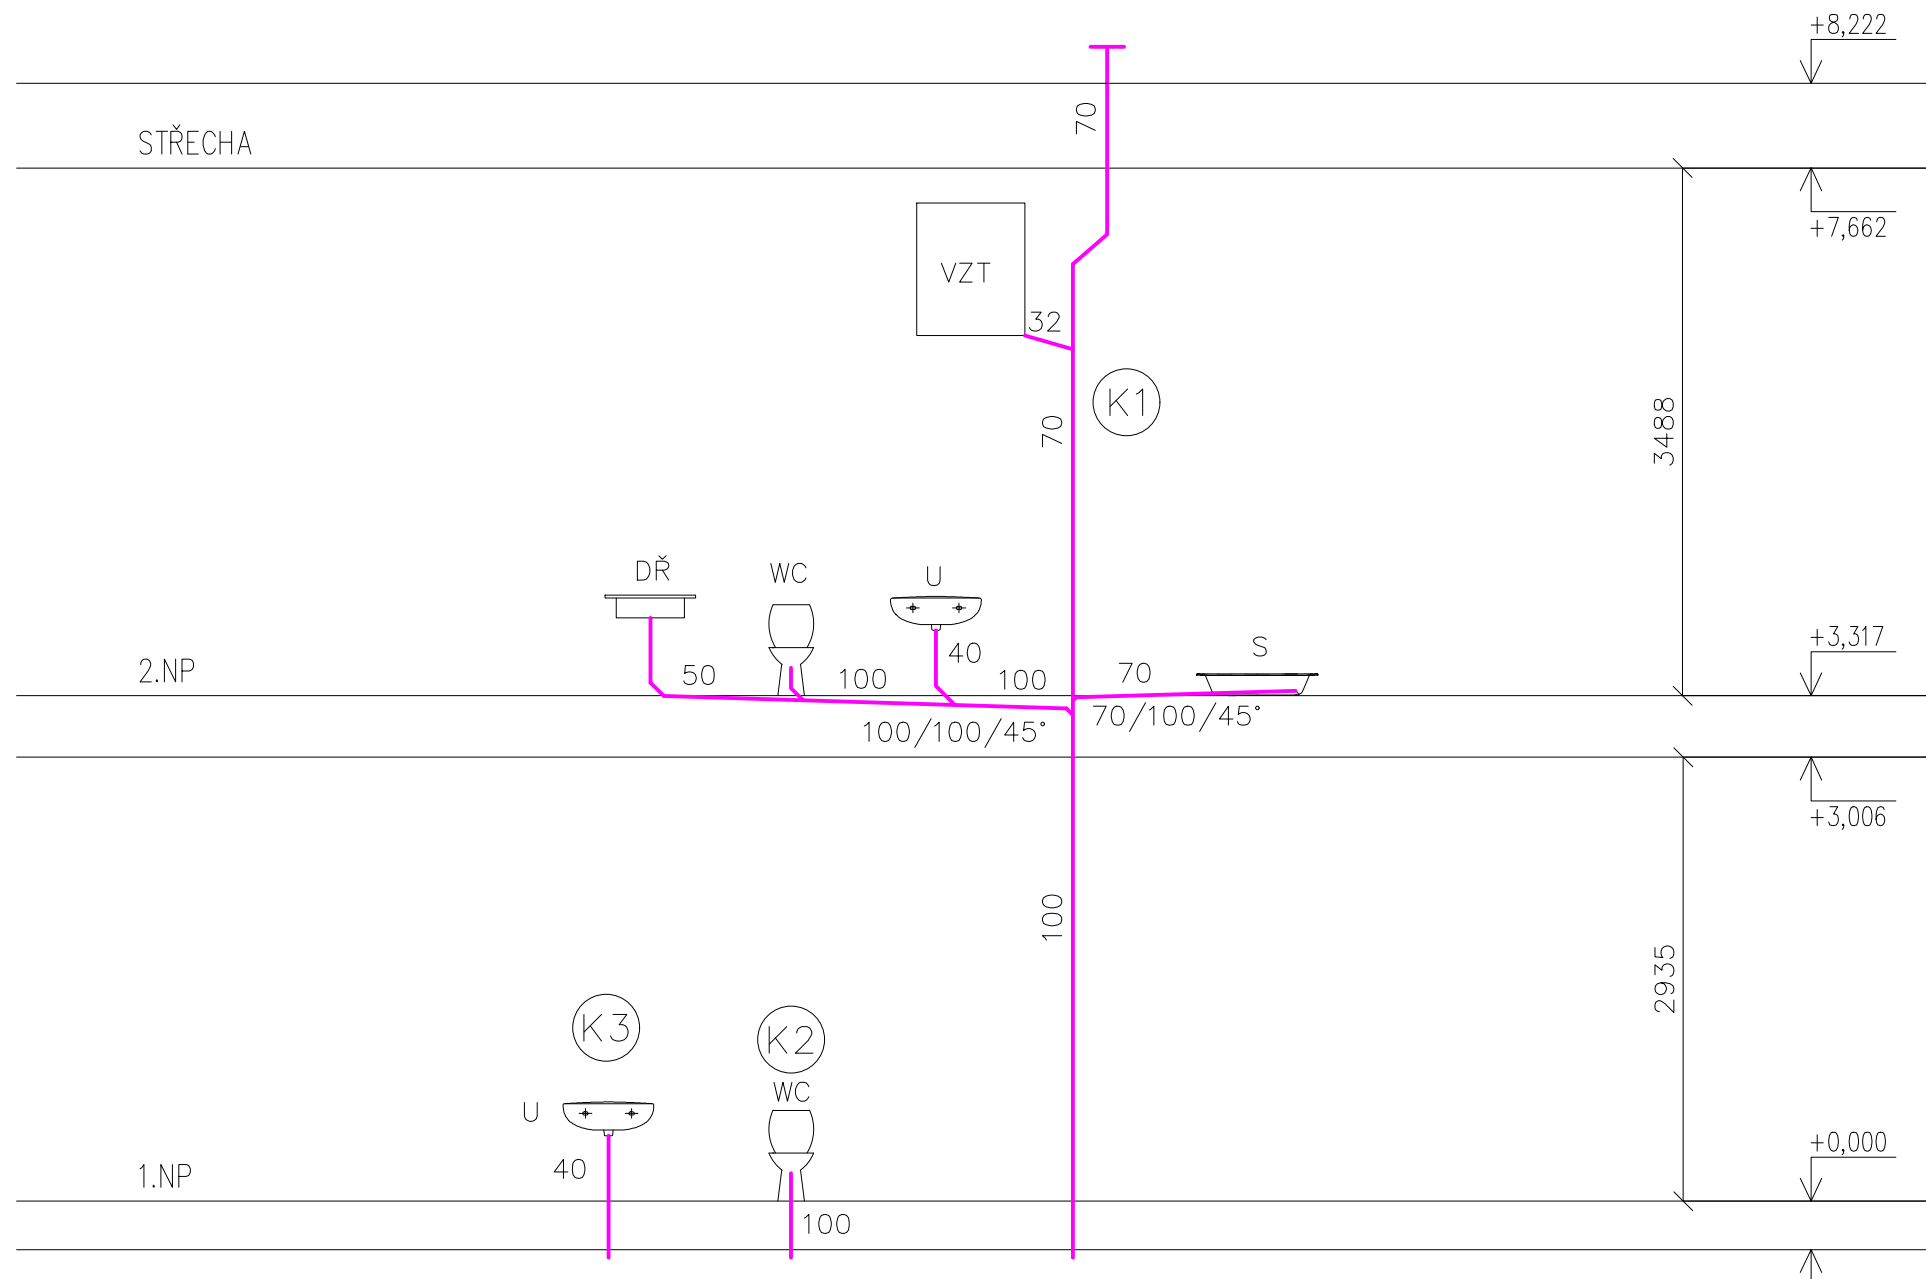 +8,222
70
STŘECHA
+7,662
VZT
32
K1
70
3488
DŘ
WC
U
40
S
+3,317
2.NP
50
100
100
70
100/100/45°
70/100/45°
+3,006
100
2935
K3
K2
WC
U
+0,000
40
1.NP
100